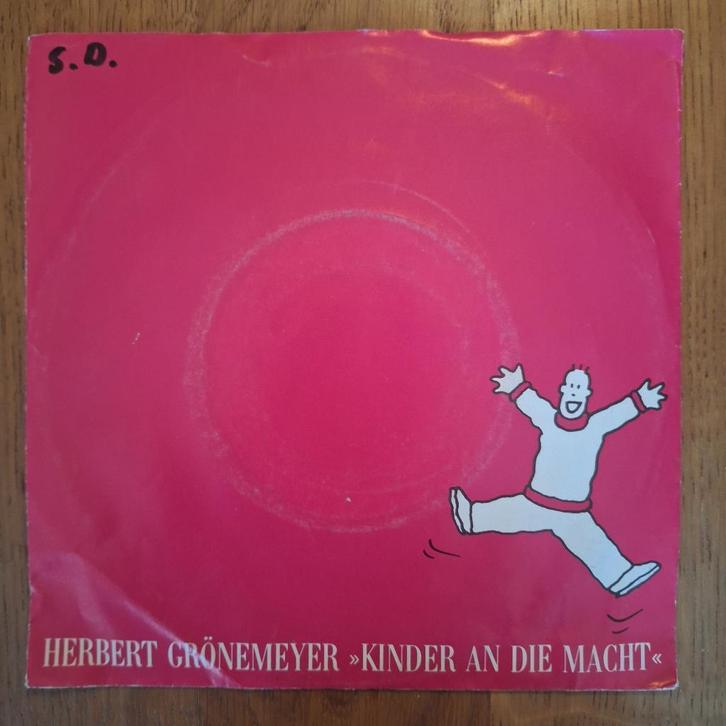 S.D.
HERBERT GRÖNEMEYER »KINDER AN DIE MACHT«